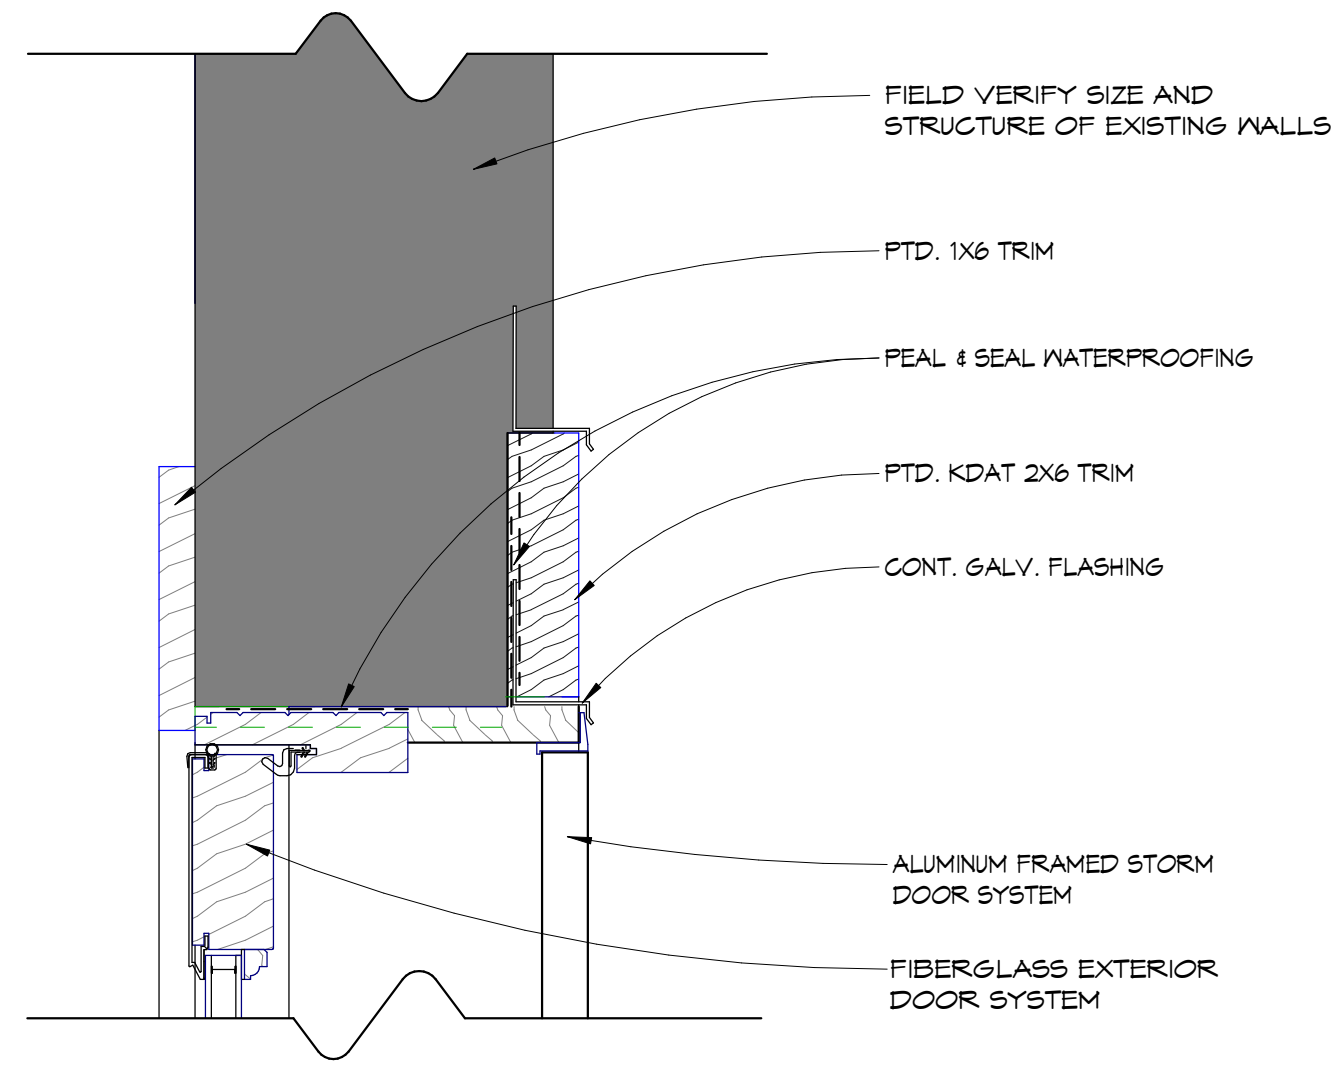 FIELD VERIFY SIZE AND
STRUCTURE OF EXISTING WALLS
PTD. 1X6 TRIM
PEAL & SEAL WATERPROOFING
PTD. KDAT 2X6 TRIM
CONT. GALV. FLASHING
ALUMINUM FRAMED STORM
DOOR SYSTEM
FIBERGLASS EXTERIOR
DOOR SYSTEM